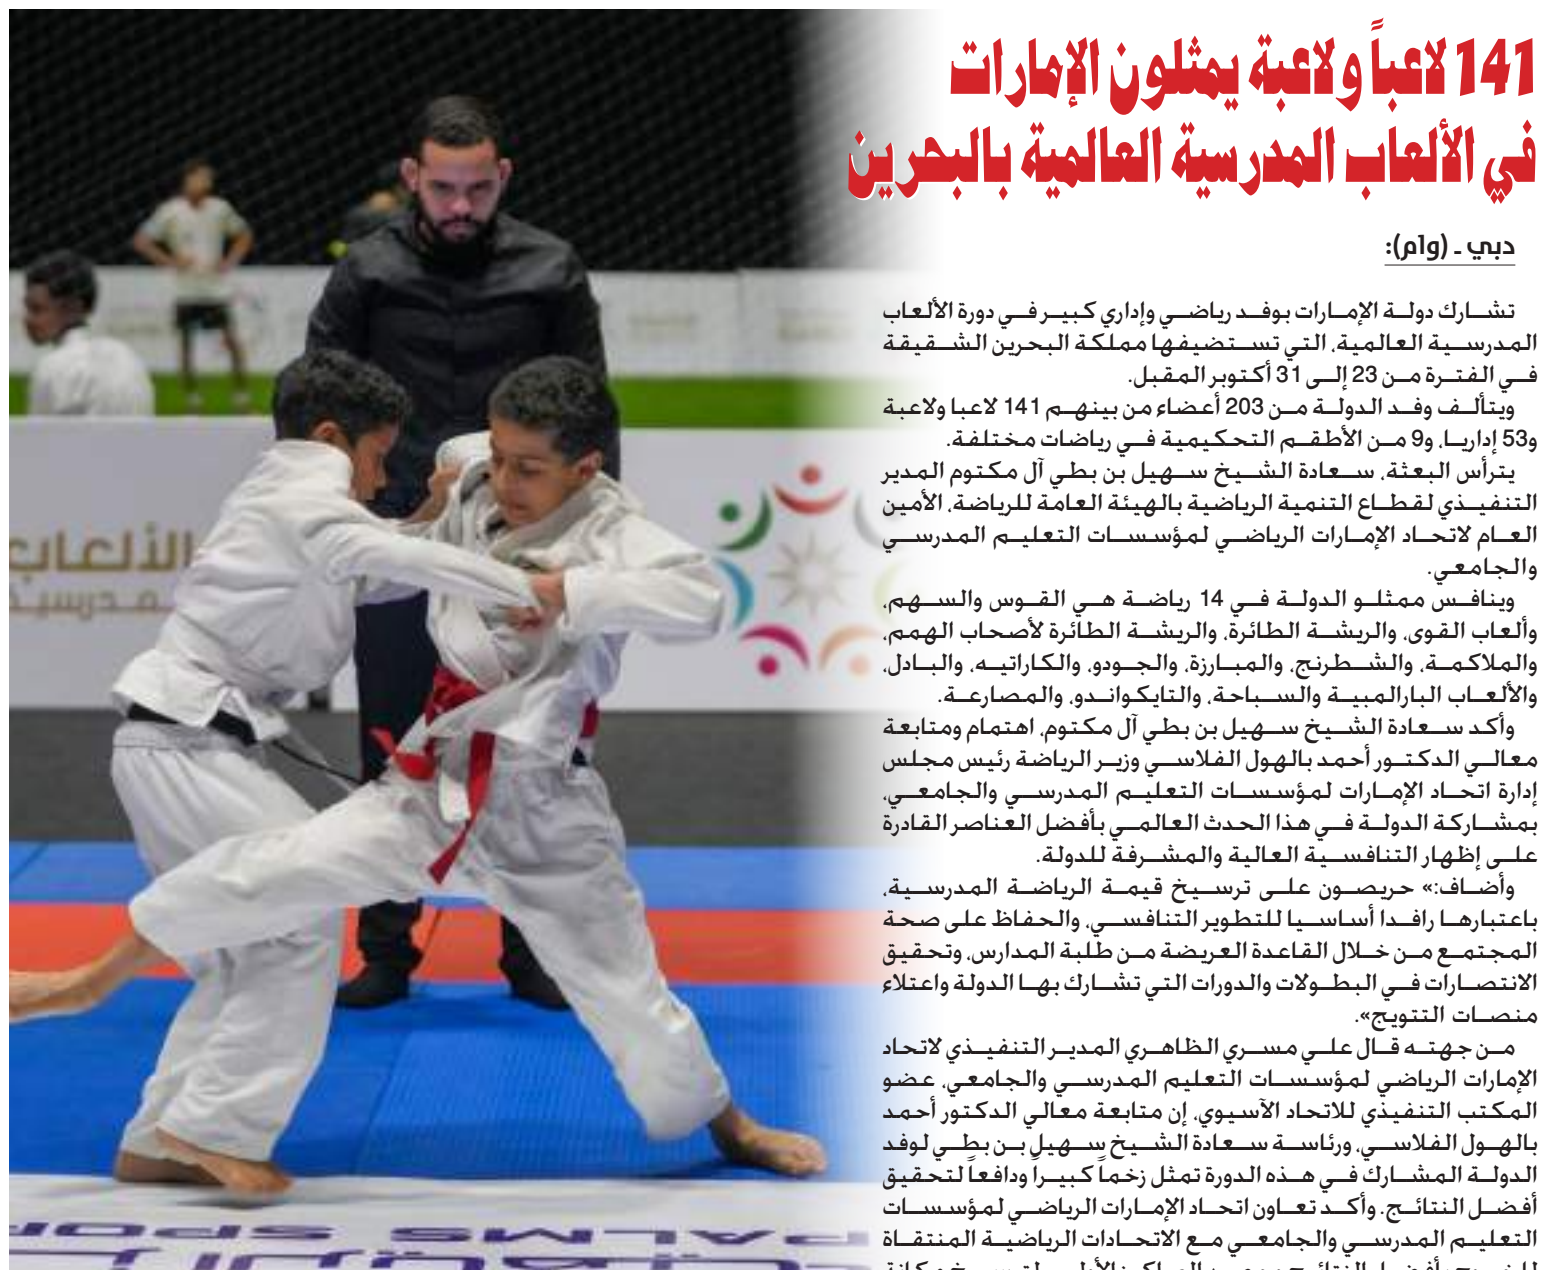 141 لاعباً ولاعبة يمثلون الإمارات
في الألعاب المدرسية العالمية بالبحرين
دبي ـ (وام):
تشارك دولة الإمارات بوفد رياضي وإداري كبير في دورة الألعاب
المدرسية العالمية، التي تستضيفها مملكة البحرين الشقيقة
في الفترة من 23 إلى 31 أكتوبر المقبل.
ويتألف وفد الدولة من 203 أعضاء من بينهم 141 لاعبا ولاعبة
و53 إداريا، و9 من الأطقم التحكيمية في رياضات مختلفة.
يترأس البعثة، سعادة الشيخ سهيل بن بطي آل مكتوم المدير
التنفيذي لقطاع التنمية الرياضية بالهيئة العامة للرياضة، الأمين
العام لاتحاد الإمارات الرياضي لمؤسسات التعليم المدرسي
والجامعي.
وينافس ممثلو الدولة في 14 رياضة هي القوس والسهم،
وألعاب القوى، والريشة الطائرة، والريشة الطائرة لأصحاب الهمم،
والملاكمة، والشطرنج، والمبارزة، والجودو، والكاراتيه، والبادل،
والألعاب البارالمبية والسباحة، والتايكواندو، والمصارعة.
وأكد سعادة الشيخ سهيل بن بطي آل مكتوم، اهتمام ومتابعة
معالي الدكتور أحمد بالهول الفلاسي وزير الرياضة رئيس مجلس
إدارة اتحاد الإمارات لمؤسسات التعليم المدرسي والجامعي،
بمشاركة الدولة في هذا الحدث العالمي بأفضل العناصر القادرة
على إظهار التنافسية العالية والمشرفة للدولة.
وأضاف:» حريصون على ترسيخ قيمة الرياضة المدرسية،
باعتبارها رافدا أساسيا للتطوير التنافسي، والحفاظ على صحة
المجتمع من خلال القاعدة العريضة من طلبة المدارس، وتحقيق
الانتصارات في البطولات والدورات التي تشارك بها الدولة واعتلاء
منصات التتويج».
من جهته قال علي مسري الظاهري المدير التنفيذي لاتحاد
الإمارات الرياضي لمؤسسات التعليم المدرسي والجامعي، عضو
المكتب التنفيذي للاتحاد الآسيوي، إن متابعة معالي الدكتور أحمد
بالهول الفلاسي، ورئاسة سعادة الشيخ سهيل بن بطي لوفد
الدولة المشارك في هذه الدورة تمثل زخماً كبيراً ودافعاً لتحقيق
أفضل النتائج. وأكد تعاون اتحاد الإمارات الرياضي لمؤسسات
التعليم المدرسي والجامعي مع الاتحادات الرياضية المنتقاة
الألعاب
PALMS SPOR